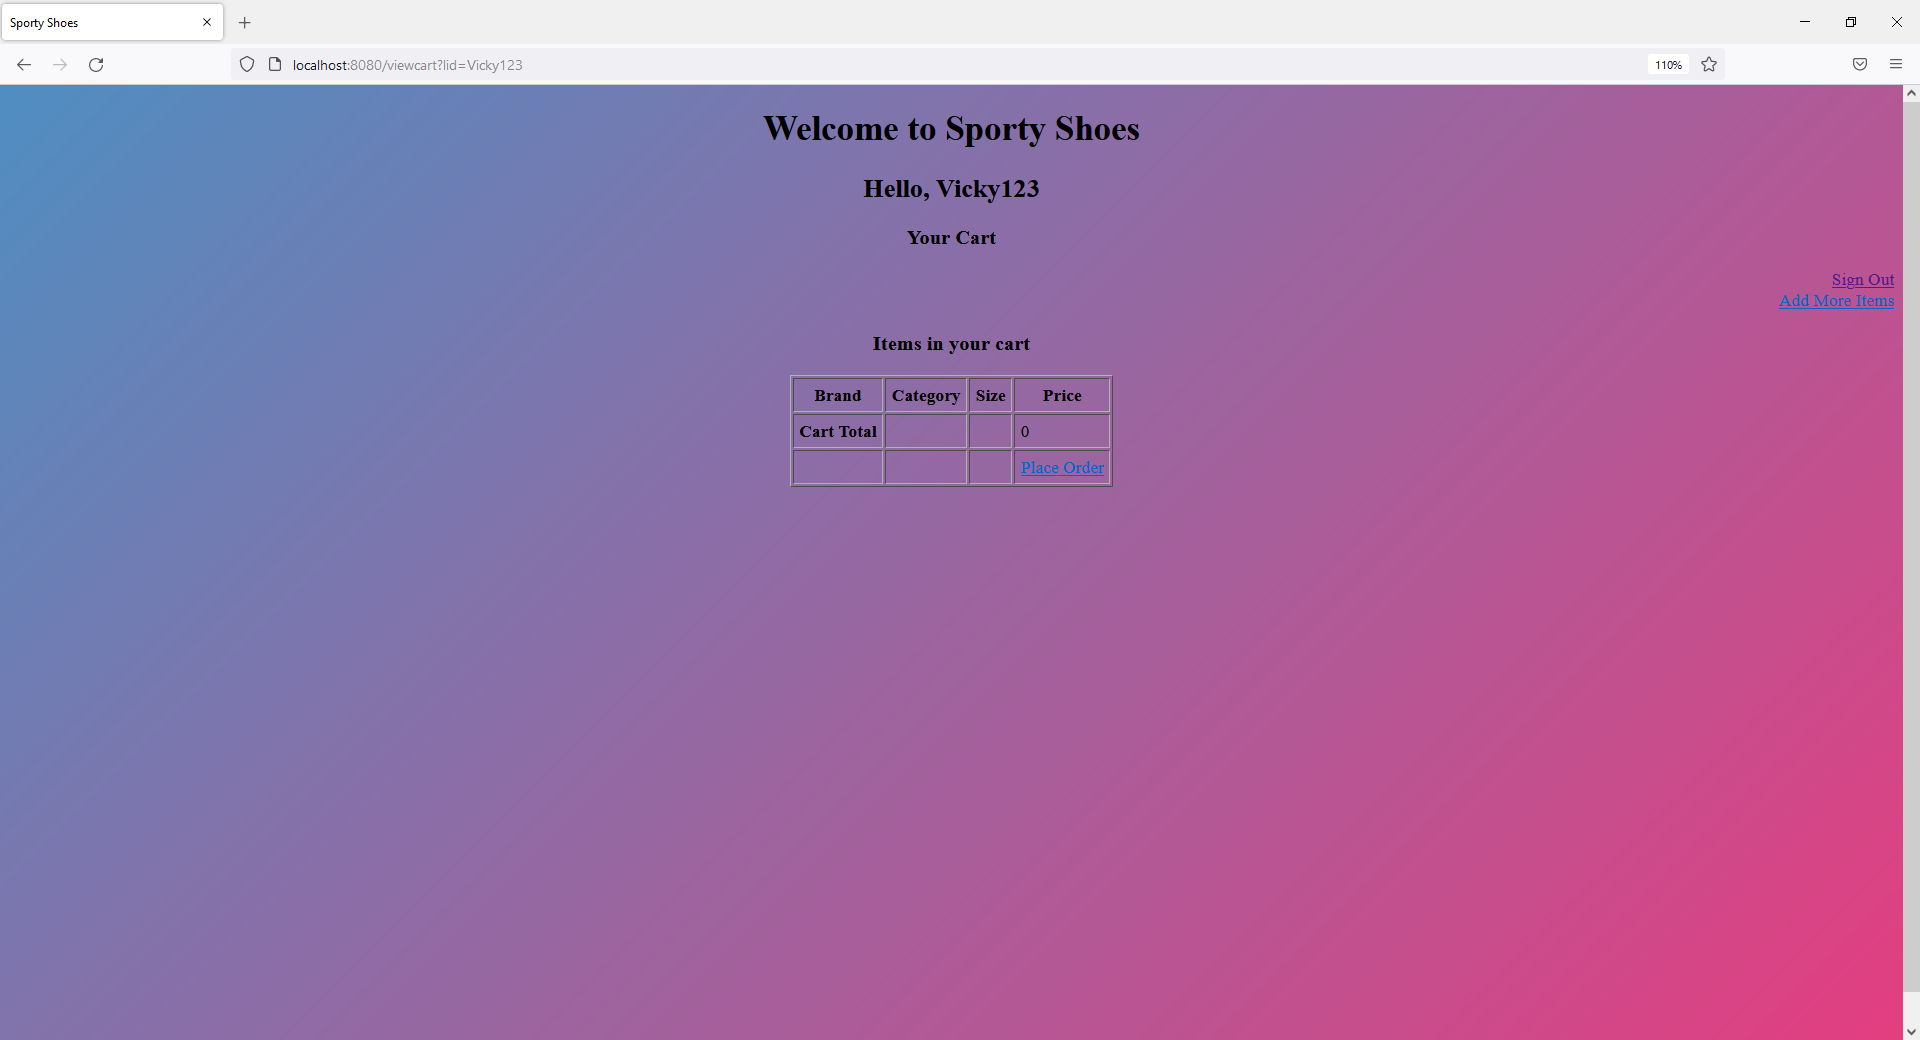 Sporty Shoes
localhost:8080/viewcart?lid=Vicky123
110%
Welcome to Sporty Shoes
Hello, Vicky123
Your Cart
Sign Out
Add More Items
Items in your cart
Brand Category Size Price
Cart Total 0
Place Order